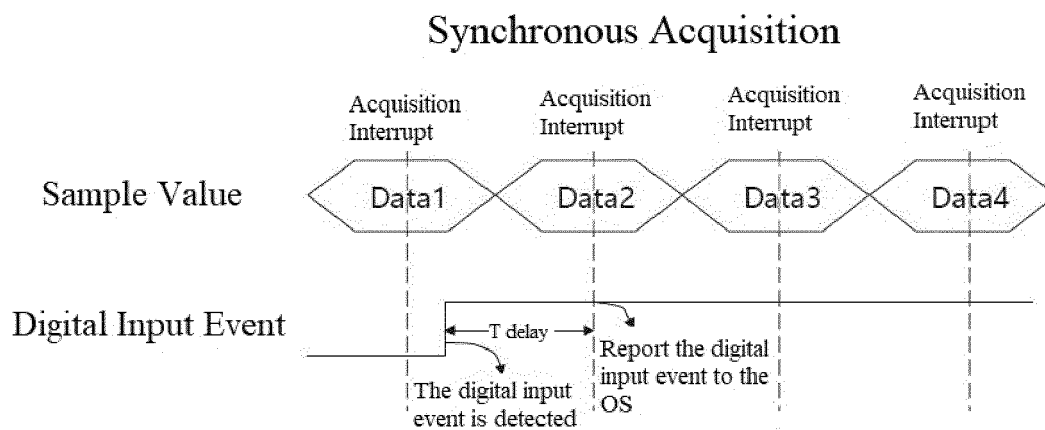 Synchronous Acquisition
Acquisition
Interrupt
Acquisition
Interrupt
Acquisition
Interrupt
Acquisition
Interrupt
Sample Value
Data1
Data2
Data3
Data4
Digital Input Event
T delay
The digital input
event is detected
Report the digital
input event to the
OS